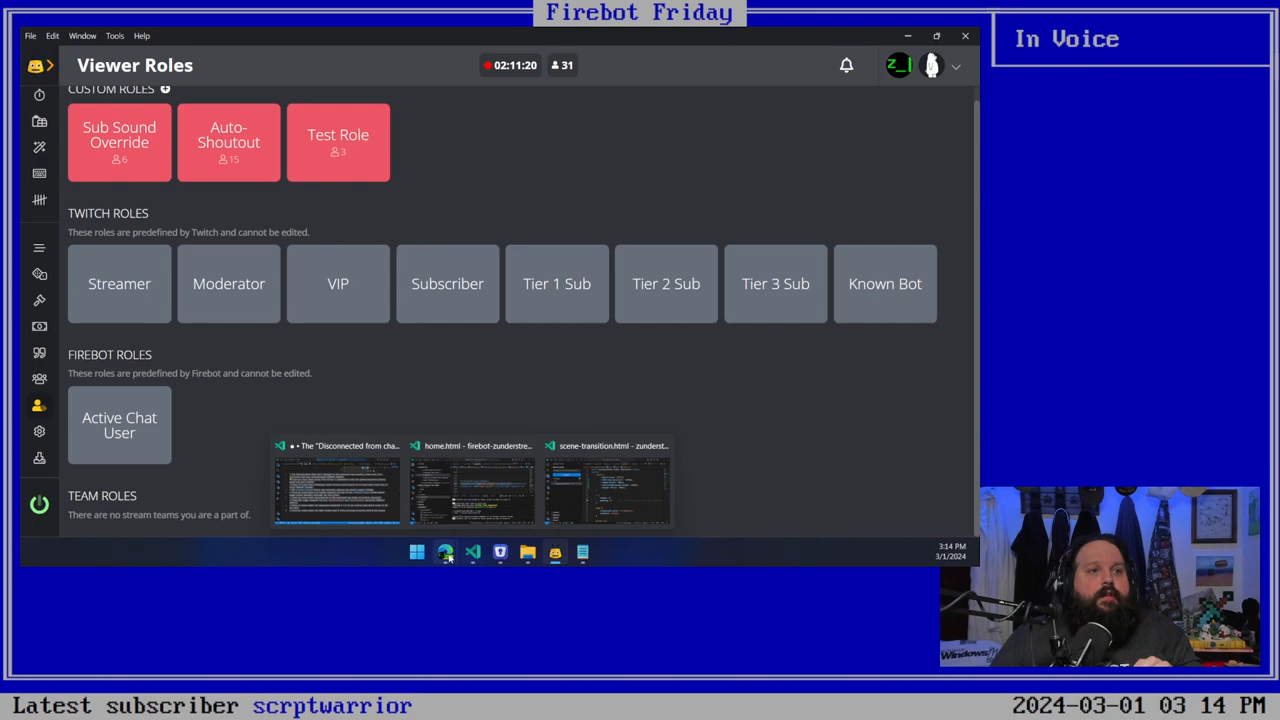 Firebot Friday
In Voice
File Edit Window Tools Help
Viewer Roles
02:11:20
31
z_|
CUSTOM ROLES
Sub Sound
Override
6
Auto-
Shoutout
15
Test Role
3
TWITCH ROLES
These roles are predefined by Twitch and cannot be edited.
Streamer
Moderator
VIP
Subscriber
Tier 1 Sub
Tier 2 Sub
Tier 3 Sub
Known Bot
FIREBOT ROLES
These roles are predefined by Firebot and cannot be edited.
Active Chat
User
● • The "Disconnected from cha...
home.html - firebot-zunderstre...
scene-transition.html - zunderst...
TEAM ROLES
There are no stream teams you are a part of.
3:14 PM
3/1/2024
Windows
Latest subscriber scrptwarrior
2024-03-01 03 14 PM